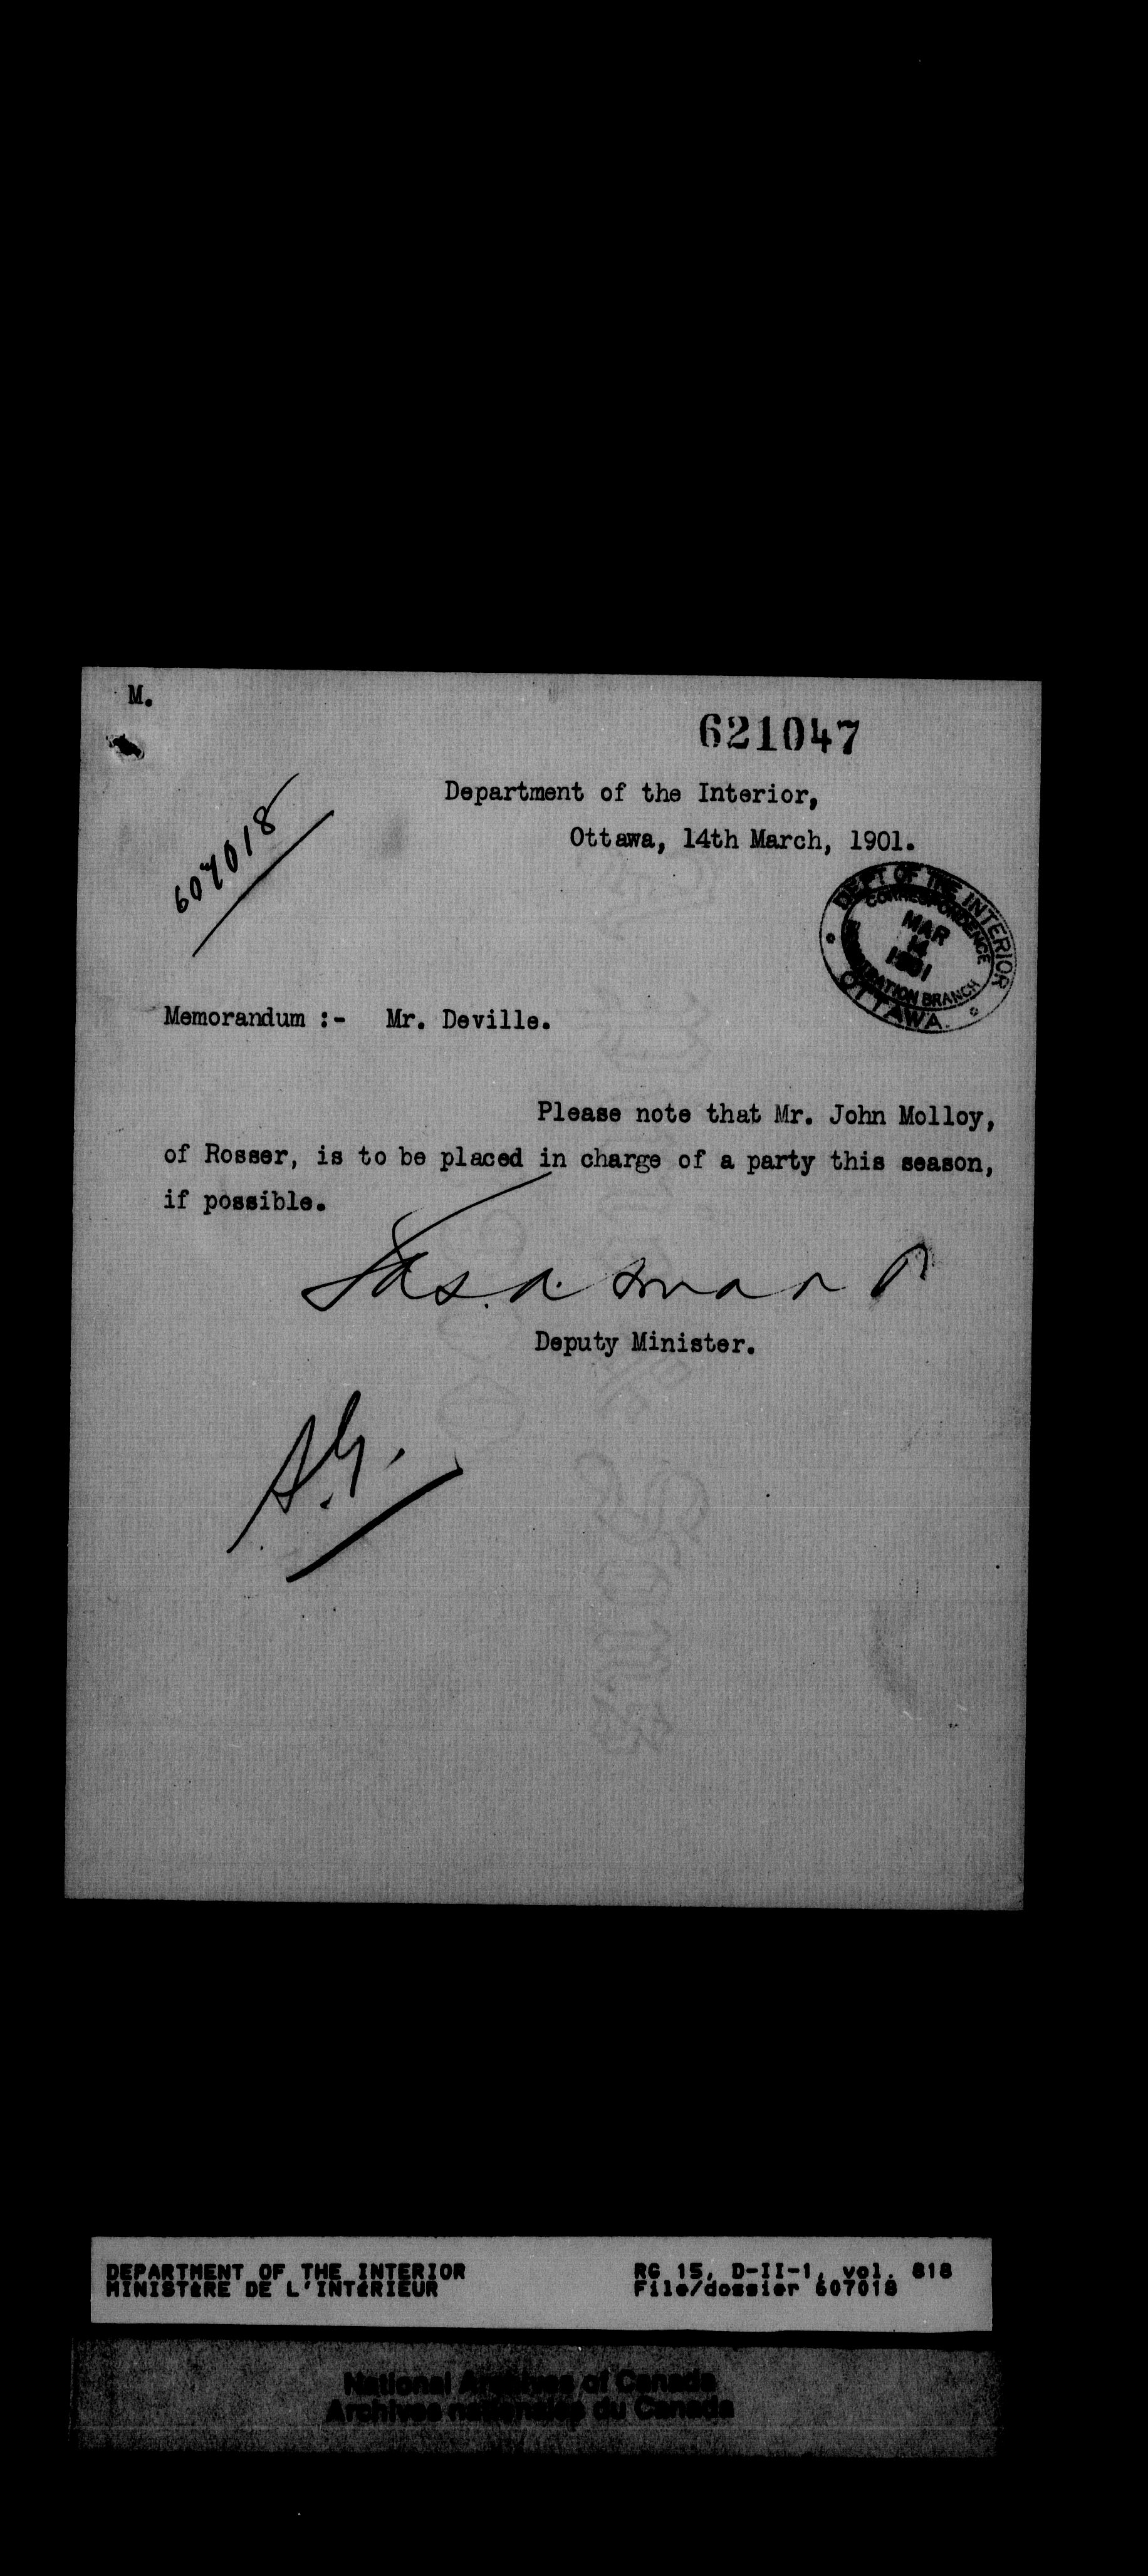 M.
621047
607018
Department of the Interior,
Ottawa, 14th March, 1901.
DEPT OF THE INTERIOR
CORRESPONDENCE
MAR
14
1901
REGISTRATION BRANCH
OTTAWA.
Memorandum :- Mr. Deville.
Please note that Mr. John Molloy,
of Rosser, is to be placed in charge of a party this season,
if possible.
Jas. A. Smart
Deputy Minister.
DEPARTMENT OF THE INTERIOR
MINISTÈRE DE L'INTÉRIEUR
RG 15, D-II-1, vol. 818
File/dossier 607018
National Archives of Canada
Archives nationales du Canada